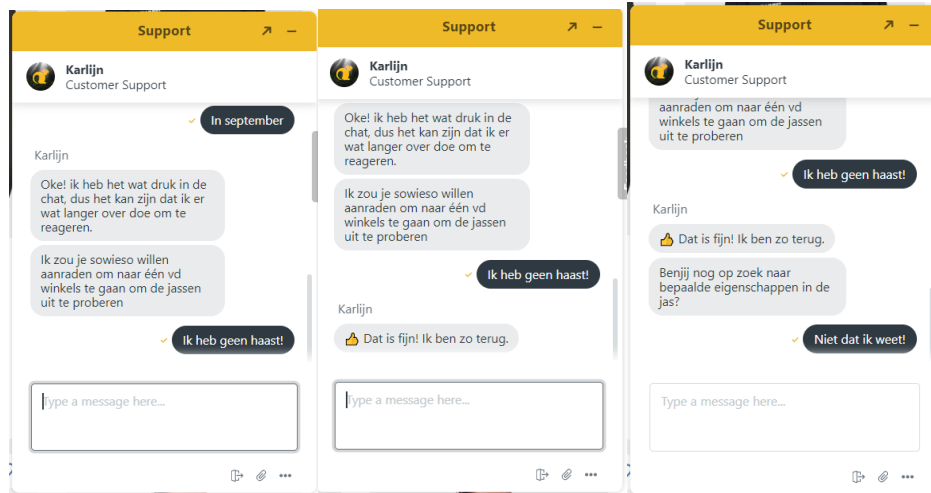 Support
Karlijn
Customer Support
In september
Karlijn
Oke! ik heb het wat druk in de
chat, dus het kan zijn dat ik er
wat langer over doe om te
reageren.
Ik zou je sowieso willen
aanraden om naar één vd
winkels te gaan om de jassen
uit te proberen
Ik heb geen haast!
Type a message here...
Support
Karlijn
Customer Support
Oke! ik heb het wat druk in de
chat, dus het kan zijn dat ik er
wat langer over doe om te
reageren.
Ik zou je sowieso willen
aanraden om naar één vd
winkels te gaan om de jassen
uit te proberen
Ik heb geen haast!
Karlijn
👍 Dat is fijn! Ik ben zo terug.
Type a message here...
Support
Karlijn
Customer Support
aanraden om naar één vd
winkels te gaan om de jassen
uit te proberen
Ik heb geen haast!
Karlijn
👍 Dat is fijn! Ik ben zo terug.
Benjij nog op zoek naar
bepaalde eigenschappen in de
jas?
Niet dat ik weet!
Type a message here...